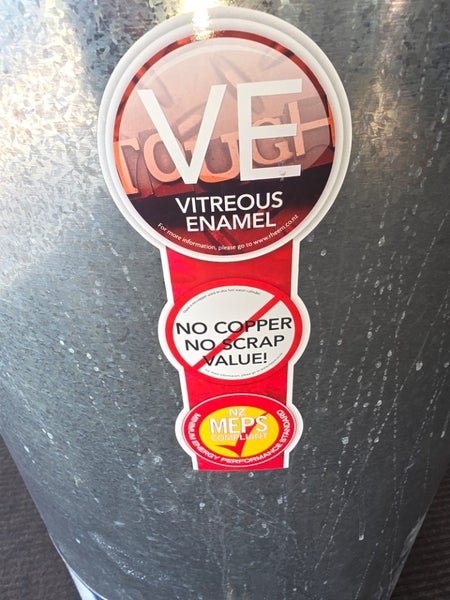 TOUGH
VE
VITREOUS
ENAMEL
For more information, please go to www.rheem.co.nz
NO COPPER
NO SCRAP
VALUE!
NZ
MEPS
COMPLIANT
MINIMUM ENERGY PERFORMANCE STANDARD